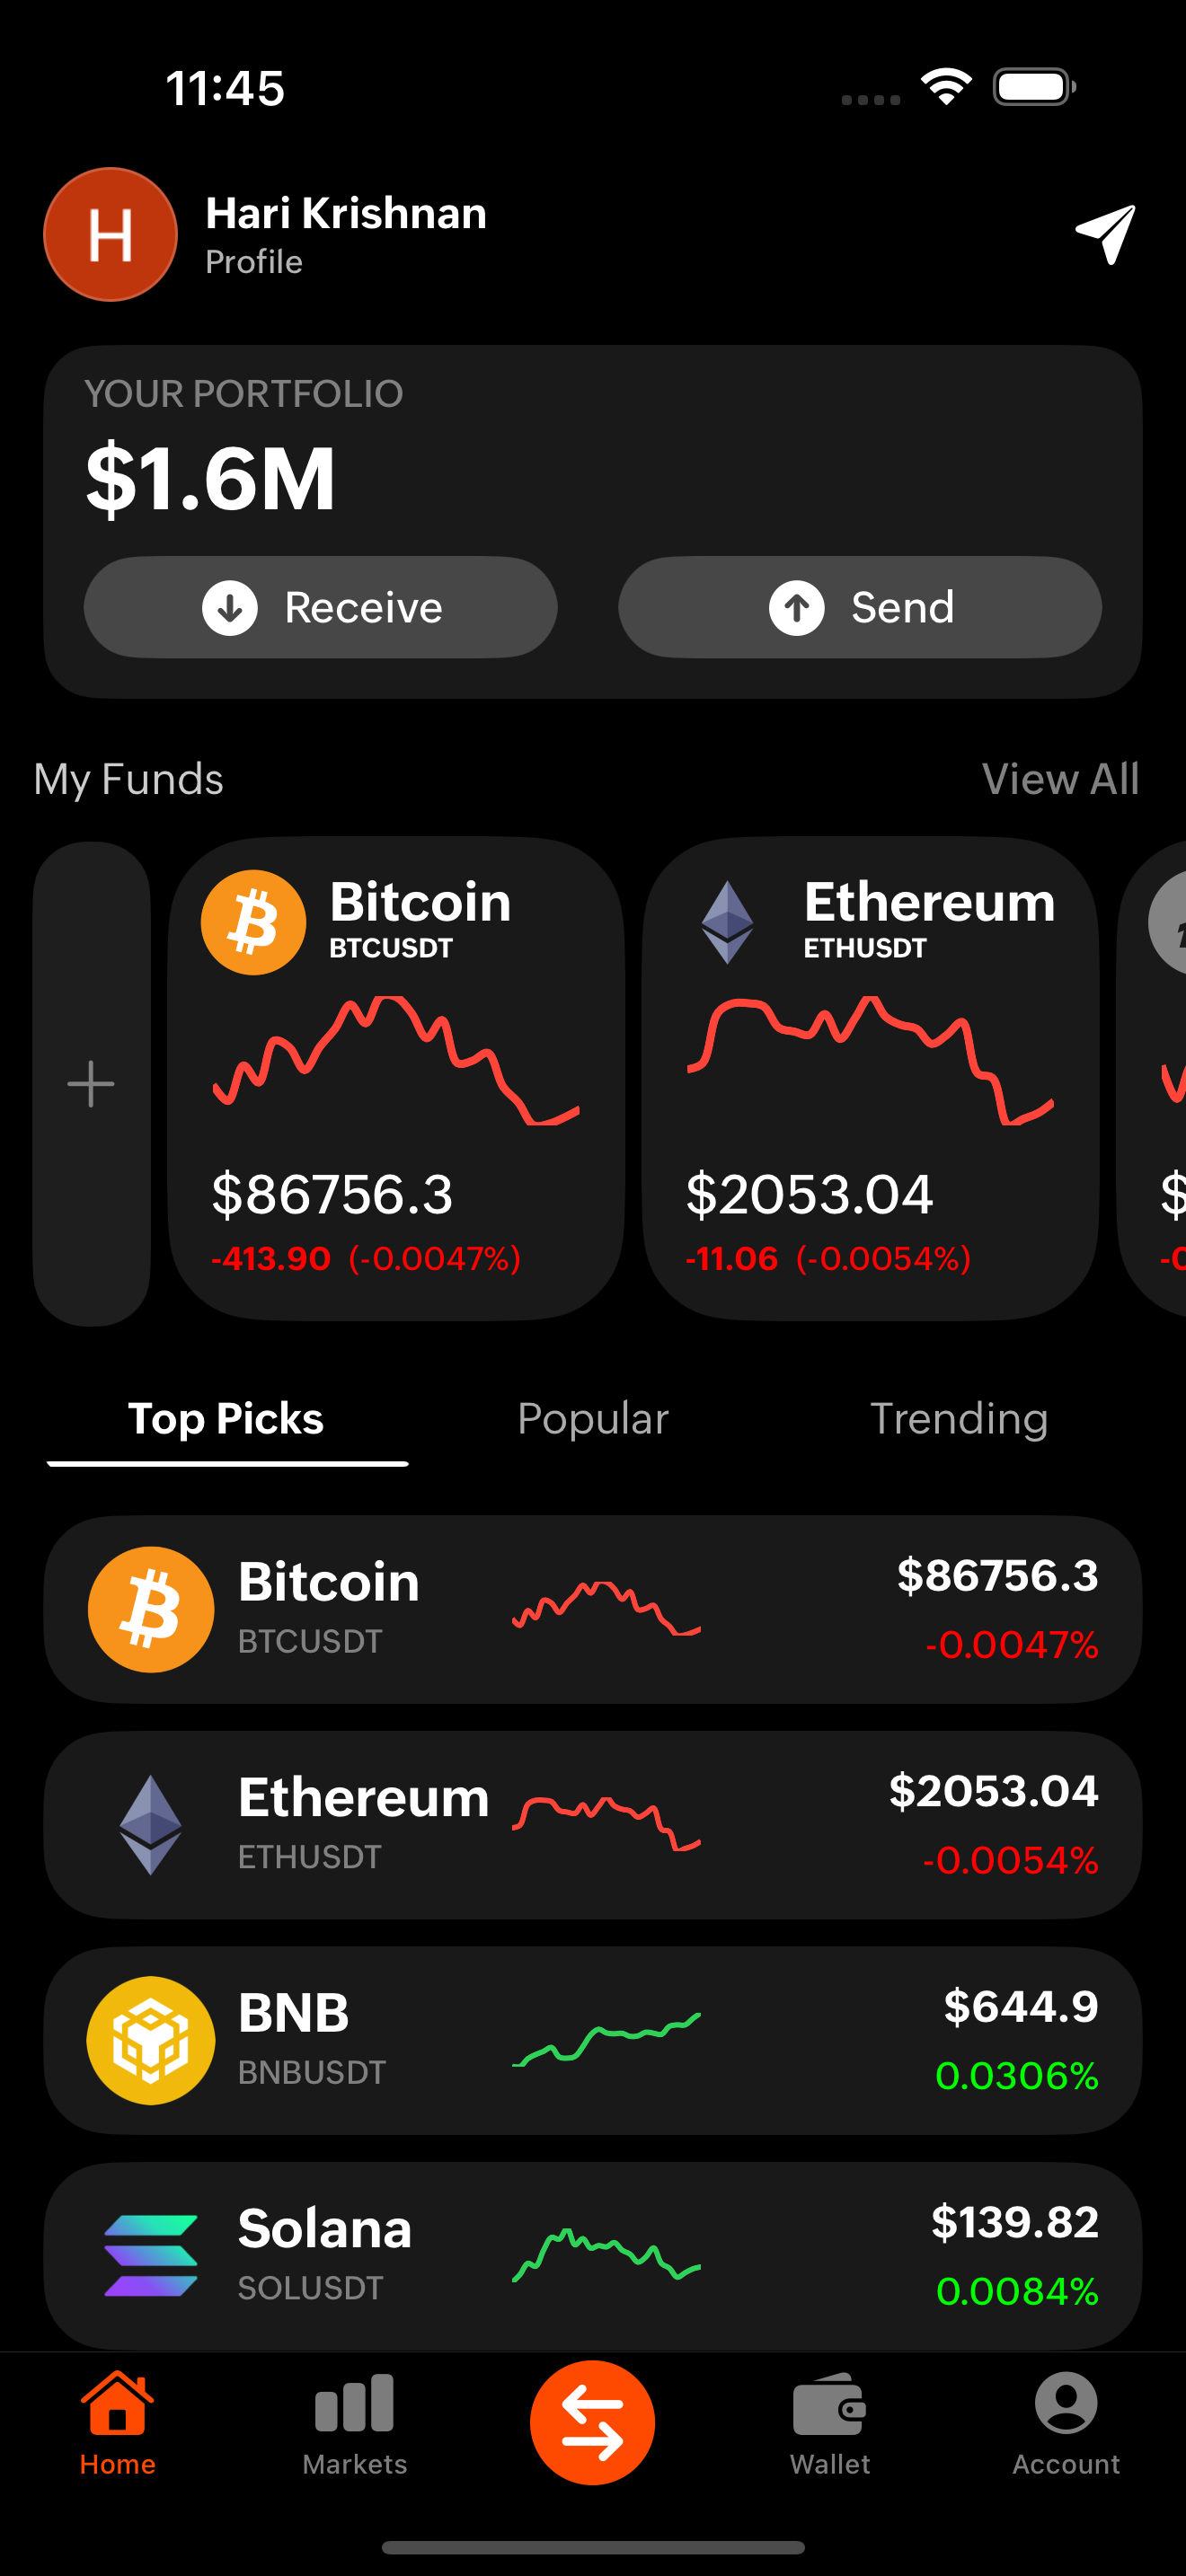 11:45
H
Hari Krishnan
Profile
YOUR PORTFOLIO
$1.6M
Receive
Send
My Funds
View All
Bitcoin
BTCUSDT
$86756.3
-413.90 (-0.0047%)
Ethereum
ETHUSDT
$2053.04
-11.06 (-0.0054%)
$
Top Picks
Popular
Trending
Bitcoin
BTCUSDT
$86756.3
-0.0047%
Ethereum
ETHUSDT
$2053.04
-0.0054%
BNB
BNBUSDT
$644.9
0.0306%
Solana
SOLUSDT
$139.82
0.0084%
Home
Markets
Wallet
Account